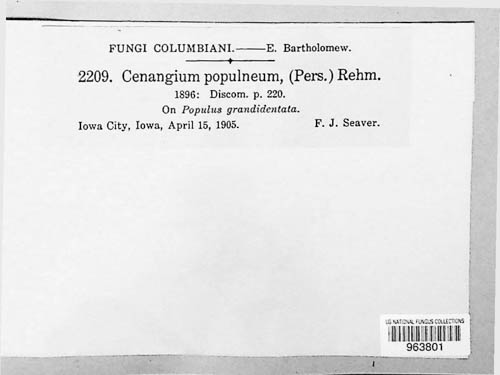 FUNGI COLUMBIANI.——E. Bartholomew.
2209. Cenangium populneum, (Pers.) Rehm.
1896: Discom. p. 220.
On Populus grandidentata.
Iowa City, Iowa, April 15, 1905. F. J. Seaver.
US NATIONAL FUNGUS COLLECTIONS
963801